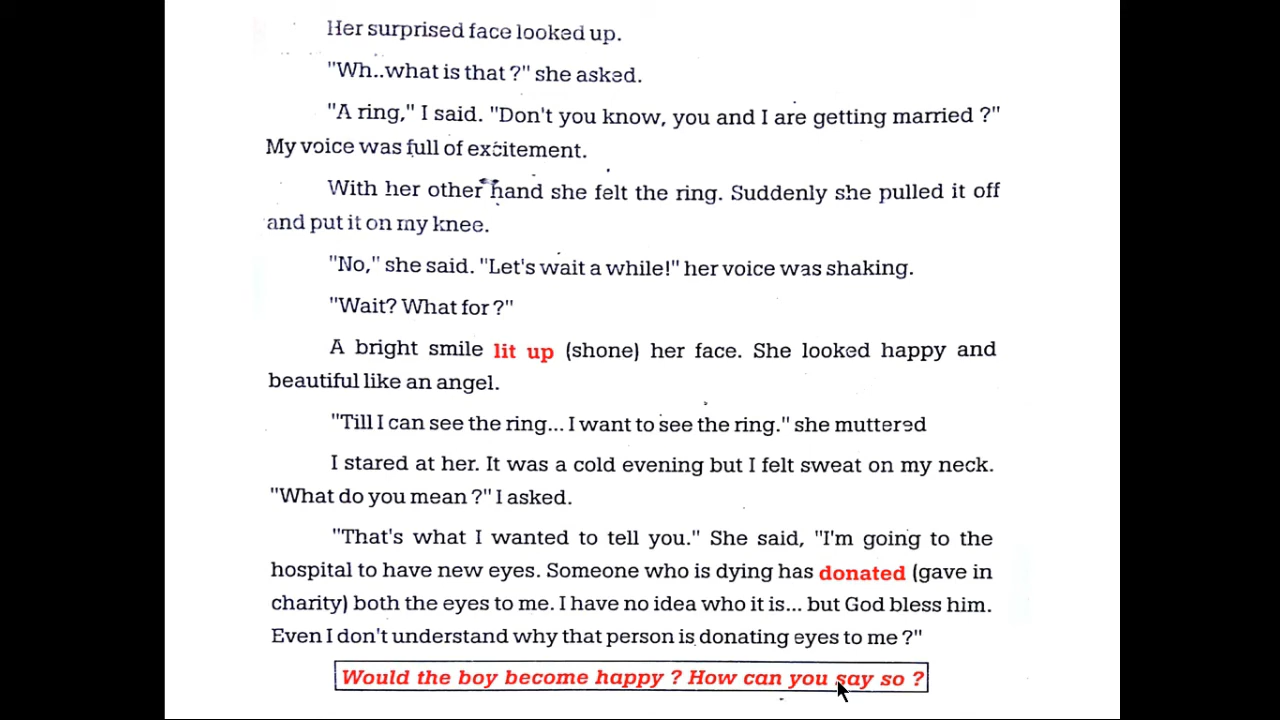 Her surprised face looked up.
"Wh..what is that ?" she asked.
"A ring," I said. "Don't you know, you and I are getting married ?"
My voice was full of excitement.
With her other hand she felt the ring. Suddenly she pulled it off
and put it on my knee.
"No," she said. "Let's wait a while!" her voice was shaking.
"Wait? What for ?"
A bright smile lit up (shone) her face. She looked happy and
beautiful like an angel.
"Till I can see the ring... I want to see the ring." she muttered
I stared at her. It was a cold evening but I felt sweat on my neck.
"What do you mean ?" I asked.
"That's what I wanted to tell you." She said, "I'm going to the
hospital to have new eyes. Someone who is dying has donated (gave in
charity) both the eyes to me. I have no idea who it is... but God bless him.
Even I don't understand why that person is donating eyes to me ?"
Would the boy become happy ? How can you say so ?